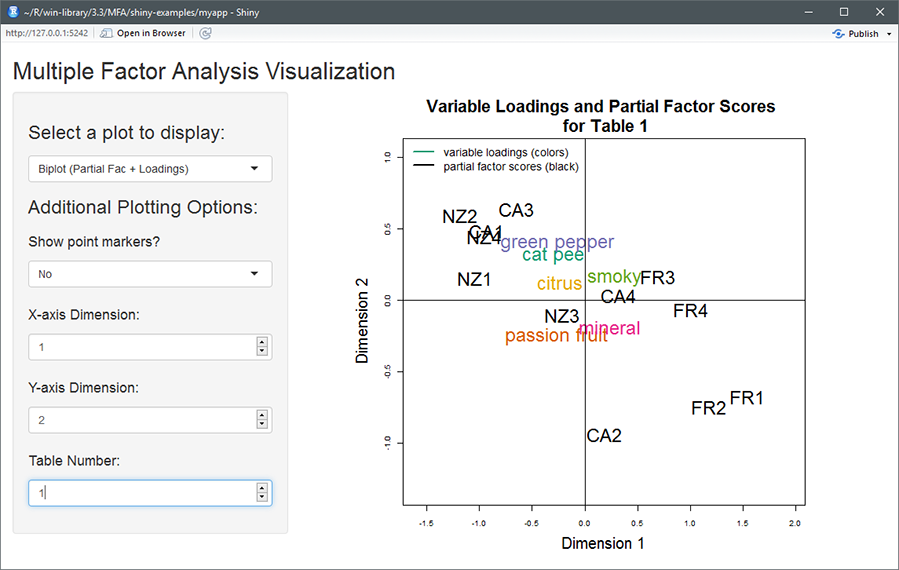 ~/R/win-library/3.3/MFA/shiny-examples/myapp - Shiny
http://127.0.0.1:5242 Open in Browser Publish
Multiple Factor Analysis Visualization
Select a plot to display:
Biplot (Partial Fac + Loadings)
Additional Plotting Options:
Show point markers?
No
X-axis Dimension:
1
Y-axis Dimension:
2
Table Number:
1
Variable Loadings and Partial Factor Scores
for Table 1
variable loadings (colors)
partial factor scores (black)
1.0
0.5
0.0
-0.5
-1.0
Dimension 2
CA3
NZ2
CA1
NZ4
green pepper
cat pee
NZ1
citrus
smoky
FR3
CA4
NZ3
FR4
mineral
passion fruit
FR1
FR2
CA2
-1.5 -1.0 -0.5 0.0 0.5 1.0 1.5 2.0
Dimension 1